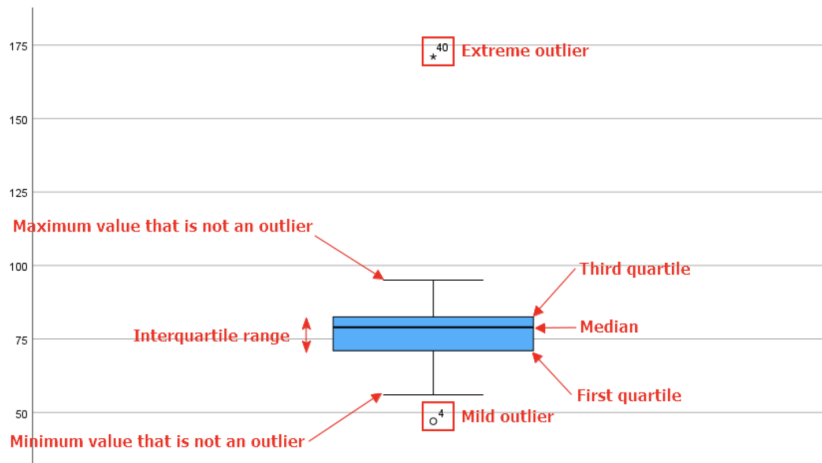 175
40
Extreme outlier
150
125
Maximum value that is not an outlier
100
Third quartile
Median
Interquartile range
75
First quartile
50
4
Mild outlier
Minimum value that is not an outlier